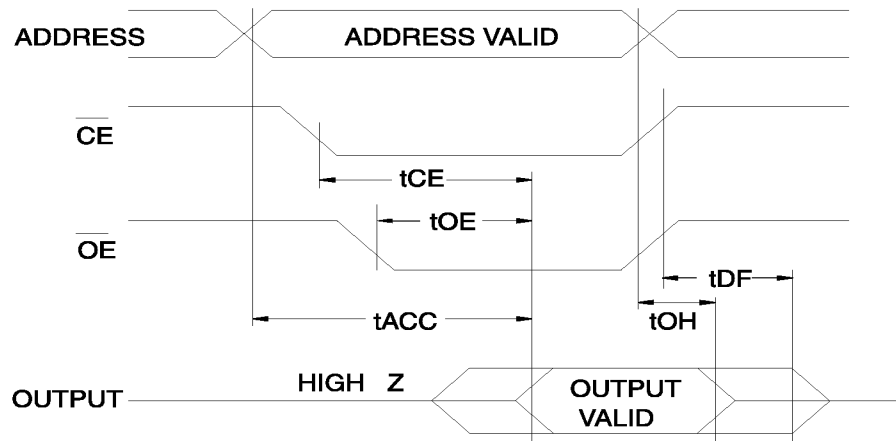 ADDRESS
ADDRESS VALID
CE
tCE
tOE
OE
tDF
tACC
tOH
OUTPUT
HIGH Z
OUTPUT
VALID